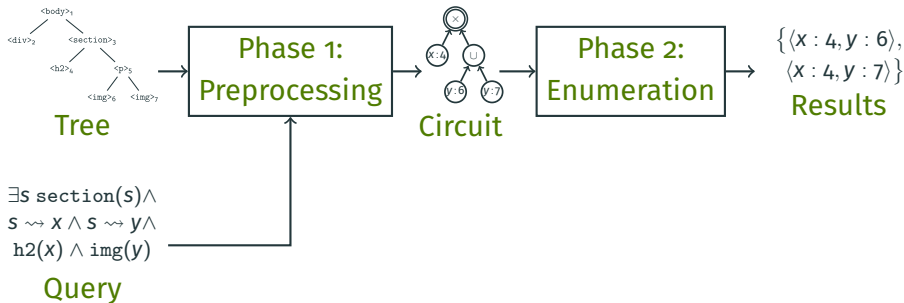 <body>₁
<div>₂ <section>₃
<h2>₄ <p>₅
<img>₆ <img>₇
Tree
Phase 1:
Preprocessing
×
x:4 ∪
y:6 y:7
Circuit
Phase 2:
Enumeration
{⟨x : 4, y : 6⟩,
⟨x : 4, y : 7⟩}
Results
∃s section(s)∧
s ⇝ x ∧ s ⇝ y∧
h2(x) ∧ img(y)
Query